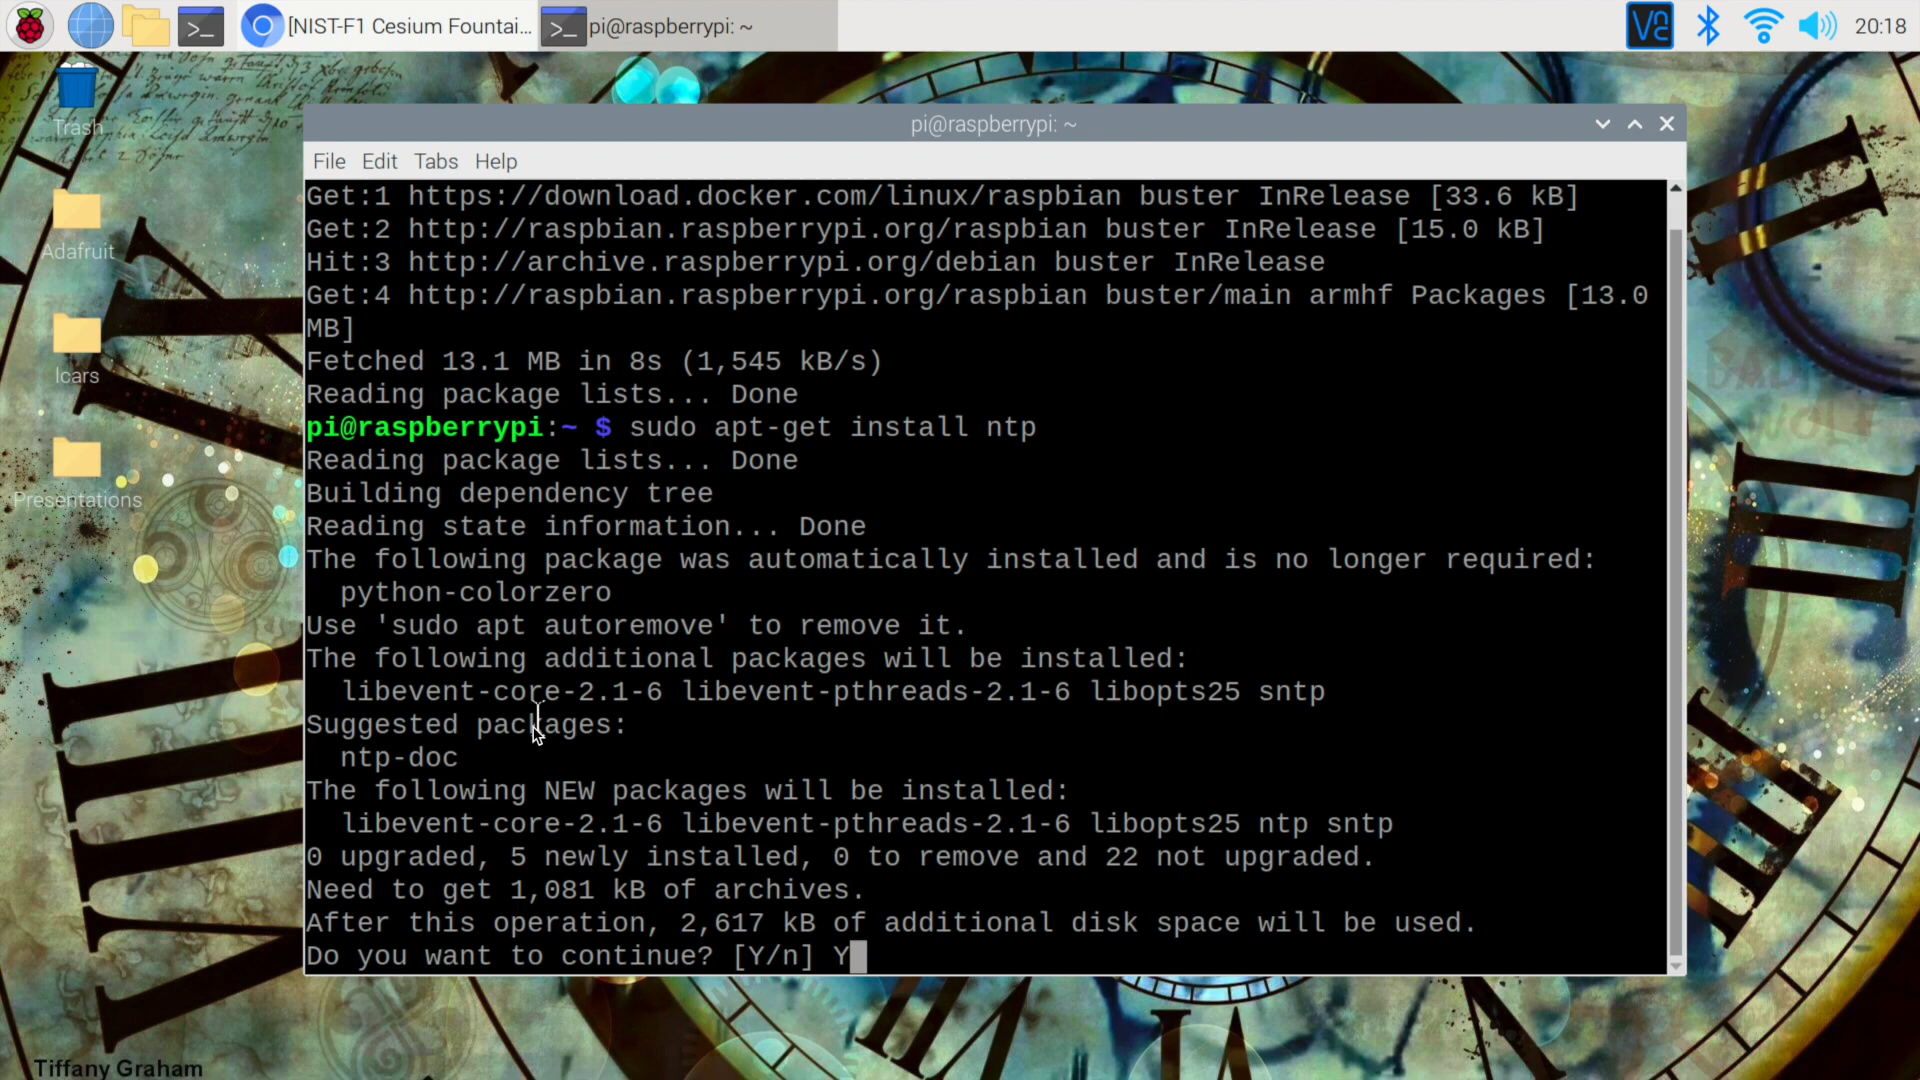 [NIST-F1 Cesium Fountai...
pi@raspberrypi: ~
20:18
Trash
Adafruit
lcars
Presentations
pi@raspberrypi: ~
File Edit Tabs Help
Get:1 https://download.docker.com/linux/raspbian buster InRelease [33.6 kB]
Get:2 http://raspbian.raspberrypi.org/raspbian buster InRelease [15.0 kB]
Hit:3 http://archive.raspberrypi.org/debian buster InRelease
Get:4 http://raspbian.raspberrypi.org/raspbian buster/main armhf Packages [13.0
MB]
Fetched 13.1 MB in 8s (1,545 kB/s)
Reading package lists... Done
pi@raspberrypi:~ $ sudo apt-get install ntp
Reading package lists... Done
Building dependency tree
Reading state information... Done
The following package was automatically installed and is no longer required:
  python-colorzero
Use 'sudo apt autoremove' to remove it.
The following additional packages will be installed:
  libevent-core-2.1-6 libevent-pthreads-2.1-6 libopts25 sntp
Suggested packages:
  ntp-doc
The following NEW packages will be installed:
  libevent-core-2.1-6 libevent-pthreads-2.1-6 libopts25 ntp sntp
0 upgraded, 5 newly installed, 0 to remove and 22 not upgraded.
Need to get 1,081 kB of archives.
After this operation, 2,617 kB of additional disk space will be used.
Do you want to continue? [Y/n] Y
BAD
WOLF
Tiffany Graham